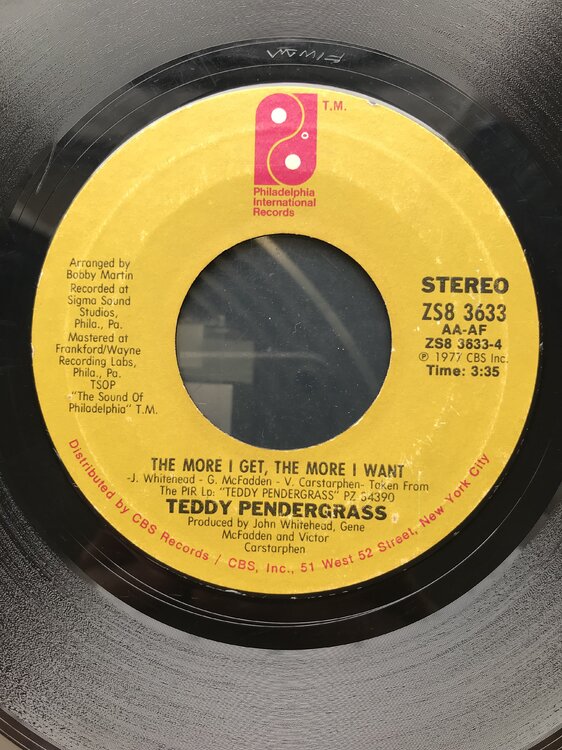 T.M.
Philadelphia
International
Records
Arranged by
Bobby Martin
Recorded at
Sigma Sound
Studios,
Phila., Pa.
Mastered at
Frankford/Wayne
Recording Labs,
Phila., Pa.
TSOP
"The Sound Of
Philadelphia" T.M.
STEREO
ZS8 3633
AA-AF
ZS8 3633-4
℗ 1977 CBS Inc.
Time: 3:35
THE MORE I GET, THE MORE I WANT
-J. Whitenead - G. McFadden - V. Carstarphen- Taken From
The PIR Lp: "TEDDY PENDERGRASS" PZ 34390
TEDDY PENDERGRASS
Produced by John Whitehead, Gene
McFadden and Victor
Carstarphen
Distributed by CBS Records / CBS, Inc., 51 West 52 Street, New York City